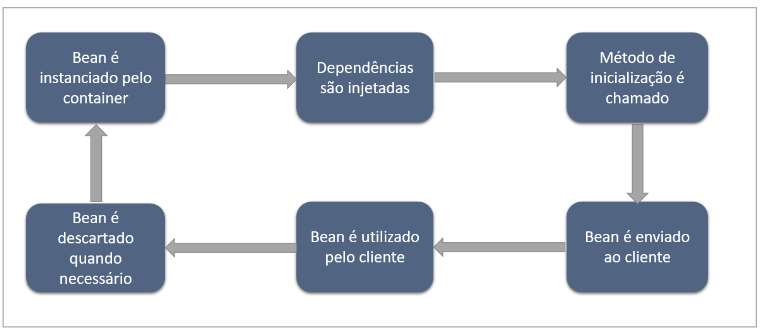 Bean é
instanciado pelo
container
Dependências
são injetadas
Método de
inicialização é
chamado
Bean é
descartado
quando
necessário
Bean é utilizado
pelo cliente
Bean é enviado
ao cliente